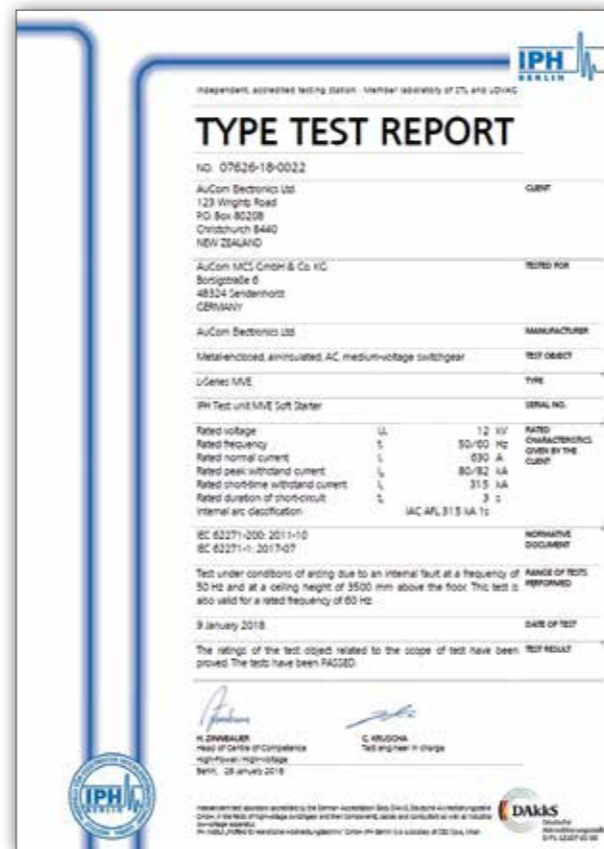 IPH
BERLIN
Independent, accredited testing station · Member laboratory of STL and LOVAG
TYPE TEST REPORT
NO. 07626-18-0022
AuCom Electronics Ltd CLIENT
123 Wrights Road
P.O. Box 80208
Christchurch 8440
NEW ZEALAND
AuCom MCS GmbH & Co. KG TESTED FOR
Borsigstraße 6
48324 Sendenhorst
GERMANY
AuCom Electronics Ltd MANUFACTURER
Metal-enclosed, air-insulated, AC, medium-voltage switchgear TEST OBJECT
L-Series MVE TYPE
IPH Test unit MVE Soft Starter SERIAL NO.
Rated voltage 12 kV RATED
Rated frequency 50/60 Hz CHARACTERISTICS
Rated normal current 630 A GIVEN BY THE
Rated peak withstand current 80/82 kA CLIENT
Rated short-time withstand current 31.5 kA
Rated duration of short-circuit 3 s
Internal arc classification IAC AFL 31.5 kA 1s
IEC 62271-200: 2011-10 NORMATIVE
IEC 62271-1: 2017-07 DOCUMENT
Test under conditions of arcing due to an internal fault at a frequency of RANGE OF TESTS
50 Hz and at a ceiling height of 3500 mm above the floor. This test is PERFORMED
also valid for a rated frequency of 60 Hz.
9 January 2018 DATE OF TEST
The ratings of the test object related to the scope of test have been TEST RESULT
proved. The tests have been PASSED.
H. ZINNBAUER C. KRUSCHA
Head of Centre of Competence Test engineer in charge
High-Power/ High-Voltage
Berlin, 29 January 2018
IPH
DAkkS
Deutsche
Akkreditierungsstelle